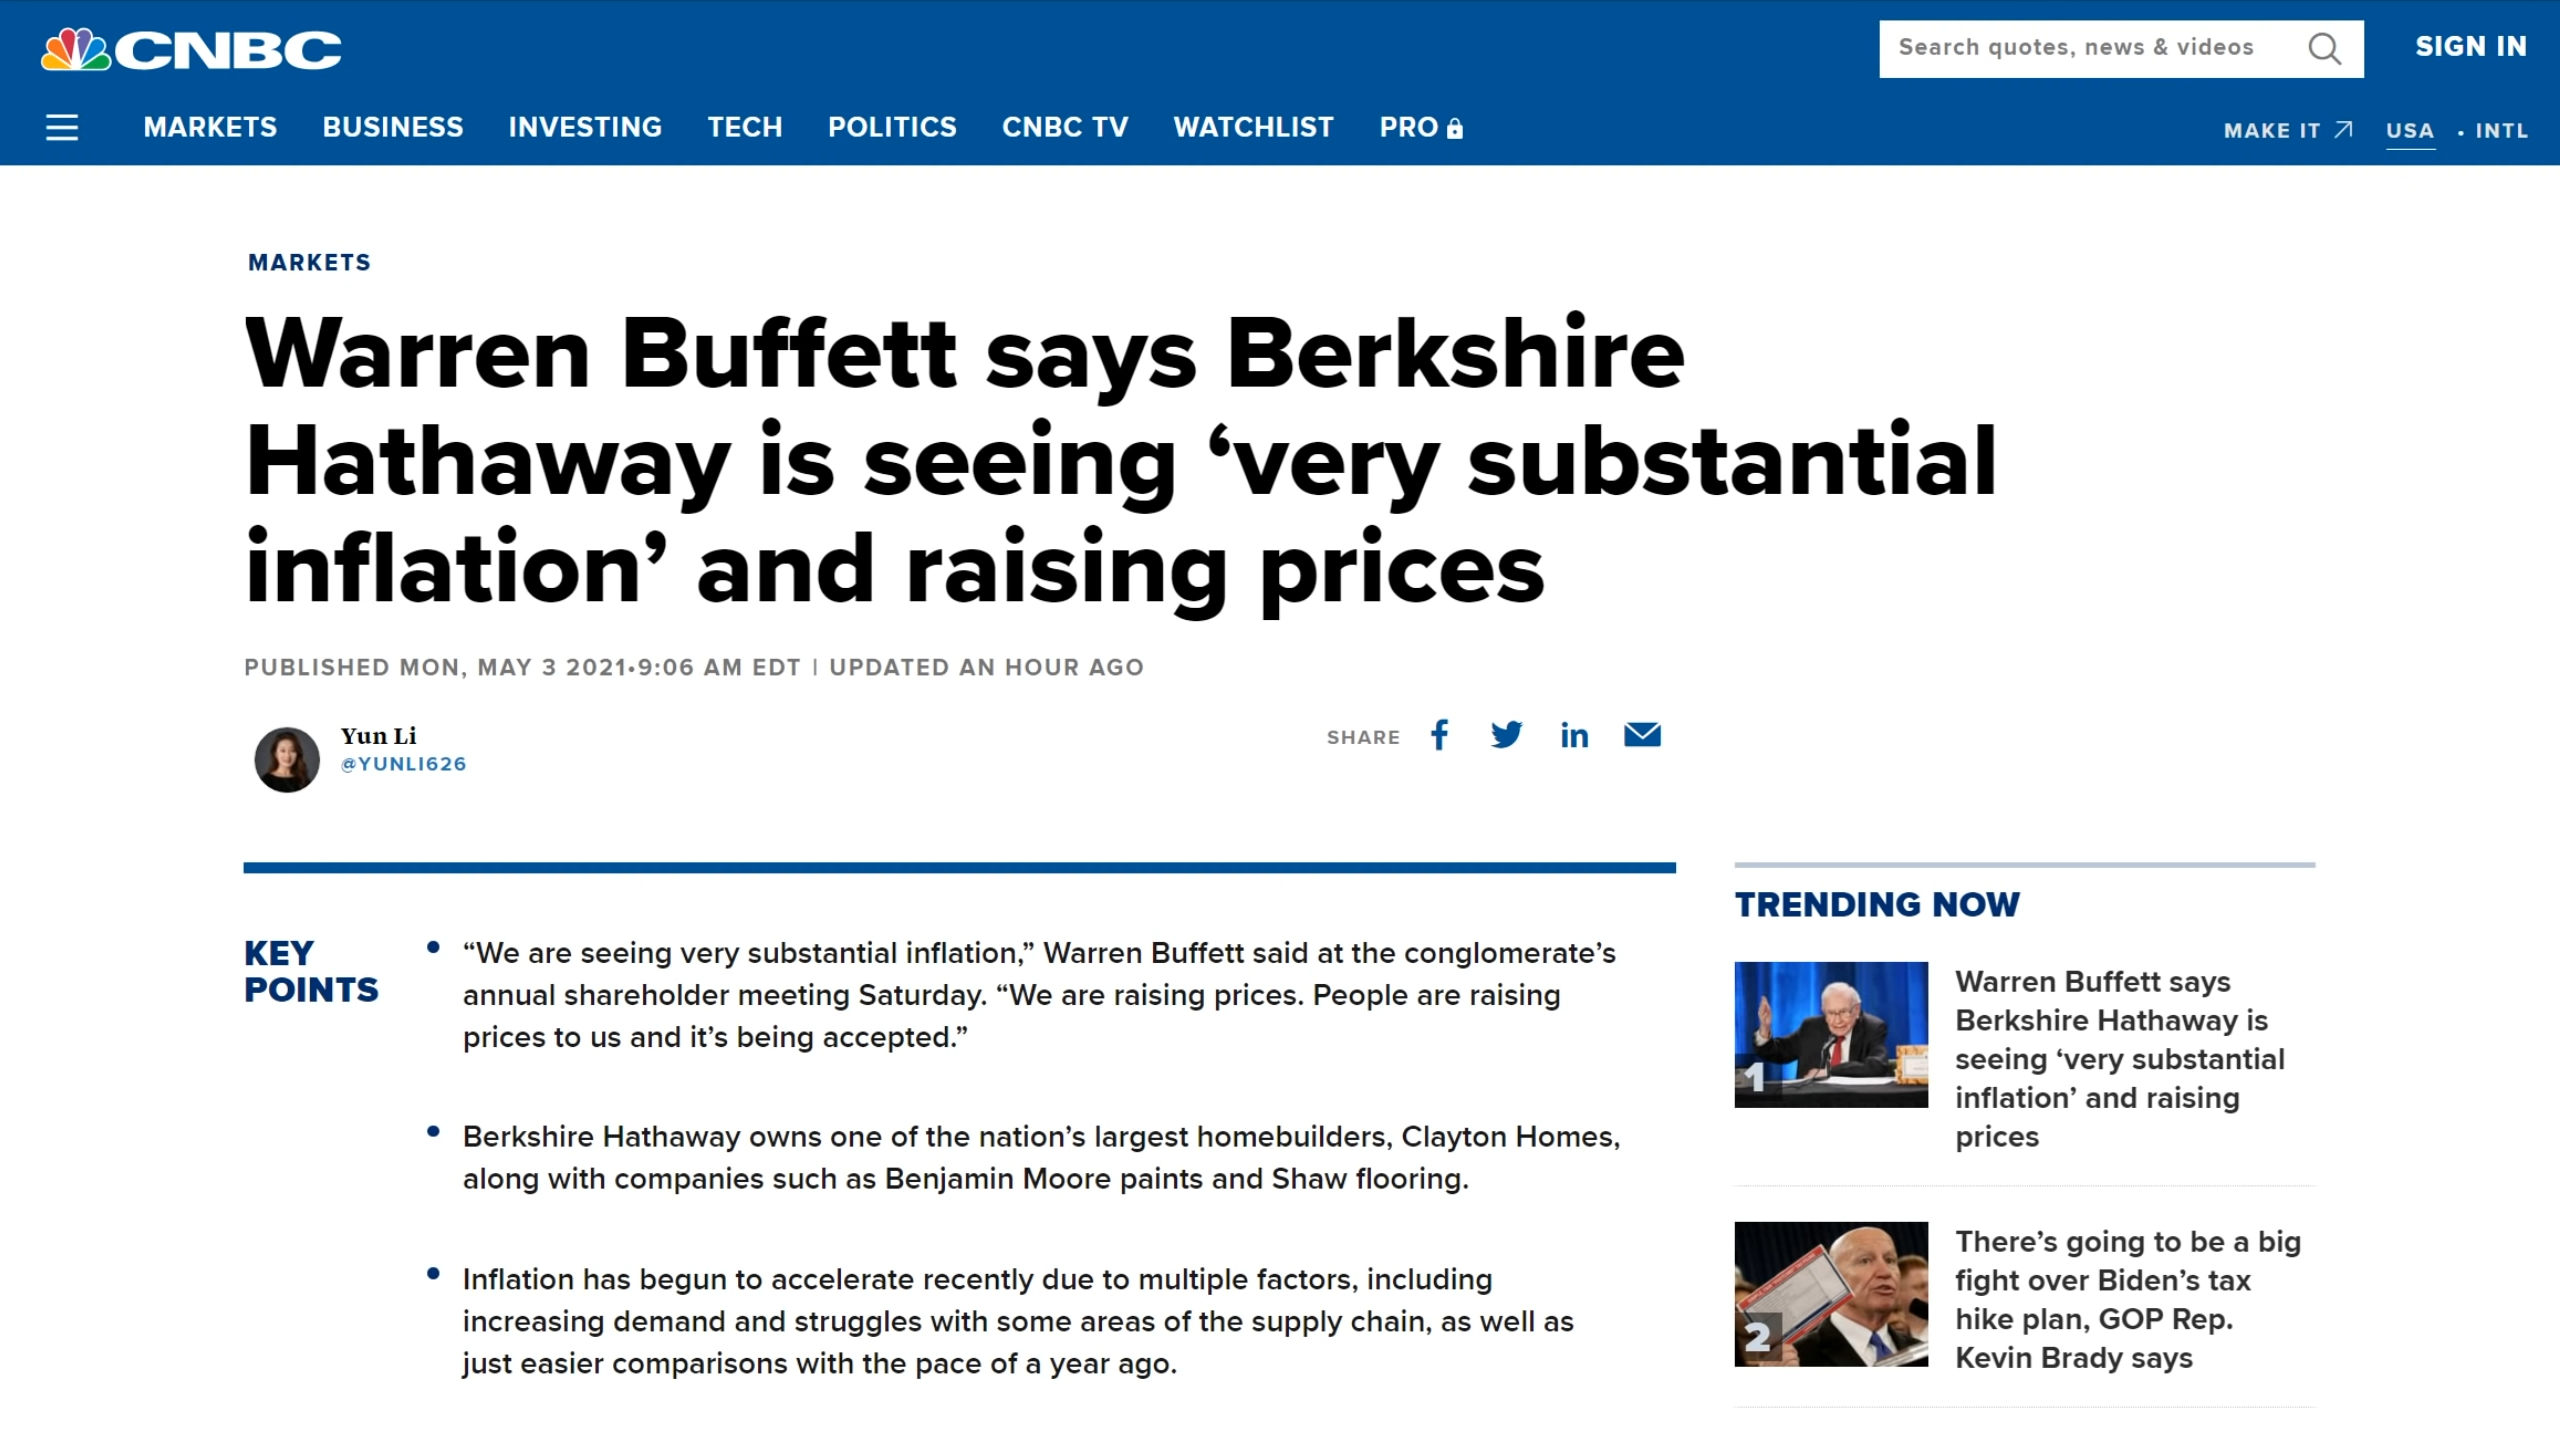 CNBC
Search quotes, news & videos
SIGN IN
MARKETS BUSINESS INVESTING TECH POLITICS CNBC TV WATCHLIST PRO
MAKE IT USA • INTL
MARKETS
Warren Buffett says Berkshire
Hathaway is seeing ‘very substantial
inflation’ and raising prices
PUBLISHED MON, MAY 3 2021•9:06 AM EDT | UPDATED AN HOUR AGO
Yun Li
@YUNLI626
SHARE
KEY
POINTS
“We are seeing very substantial inflation,” Warren Buffett said at the conglomerate’s
annual shareholder meeting Saturday. “We are raising prices. People are raising
prices to us and it’s being accepted.”
Berkshire Hathaway owns one of the nation’s largest homebuilders, Clayton Homes,
along with companies such as Benjamin Moore paints and Shaw flooring.
Inflation has begun to accelerate recently due to multiple factors, including
increasing demand and struggles with some areas of the supply chain, as well as
just easier comparisons with the pace of a year ago.
TRENDING NOW
1
Warren Buffett says
Berkshire Hathaway is
seeing ‘very substantial
inflation’ and raising
prices
2
There’s going to be a big
fight over Biden’s tax
hike plan, GOP Rep.
Kevin Brady says